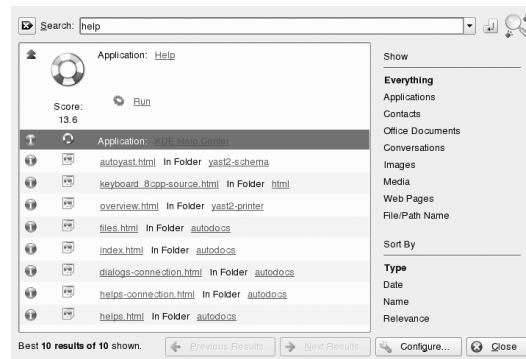 Search: help
Application: Help
Score:
13.6
Run
Application: KDE Help Center
autoyast.html In Folder yast2-schema
keyboard_8cpp-source.html In Folder html
overview.html In Folder yast2-printer
files.html In Folder autodocs
index.html In Folder autodocs
dialogs-connection.html In Folder autodocs
helps-connection.html In Folder autodocs
helps.html In Folder autodocs
Show
Everything
Applications
Contacts
Office Documents
Conversations
Images
Media
Web Pages
File/Path Name
Sort By
Type
Date
Name
Relevance
Best 10 results of 10 shown.
Previous Results
Next Results
Configure...
Close